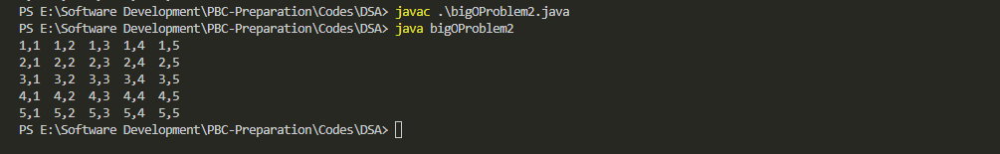 PS E:\Software Development\PBC-Preparation\Codes\DSA> javac .\bigOProblem2.java
PS E:\Software Development\PBC-Preparation\Codes\DSA> java bigOProblem2
1,1  1,2  1,3  1,4  1,5
2,1  2,2  2,3  2,4  2,5
3,1  3,2  3,3  3,4  3,5
4,1  4,2  4,3  4,4  4,5
5,1  5,2  5,3  5,4  5,5
PS E:\Software Development\PBC-Preparation\Codes\DSA>